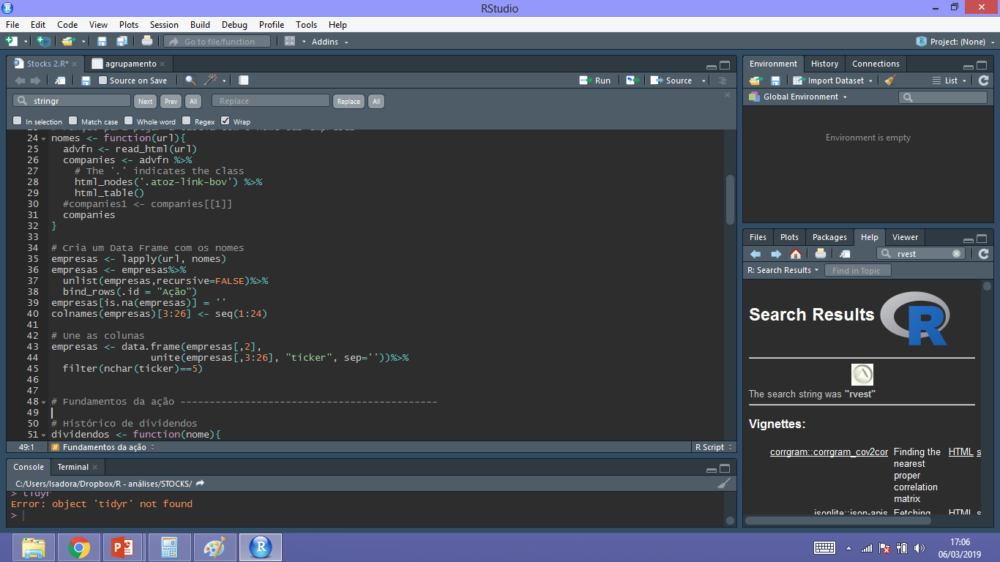 RStudio
File Edit Code View Plots Session Build Debug Profile Tools Help
Go to file/function Addins Project: (None)
Stocks 2.R* agrupamento
Source on Save Run Source
stringr Next Prev All Replace Replace All
In selection Match case Whole word Regex Wrap
24 nomes <- function(url){
25 advfn <- read_html(url)
26 companies <- advfn %>%
27 # The '.' indicates the class
28 html_nodes('.atoz-link-bov') %>%
29 html_table()
30 #companies1 <- companies[[1]]
31 companies
32 }
33
34 # Cria um Data Frame com os nomes
35 empresas <- lapply(url, nomes)
36 empresas <- empresas%>%
37 unlist(empresas,recursive=FALSE)%>%
38 bind_rows(.id = "Ação")
39 empresas[is.na(empresas)] = ''
40 colnames(empresas)[3:26] <- seq(1:24)
41
42 # Une as colunas
43 empresas <- data.frame(empresas[,2],
44 unite(empresas[,3:26], "ticker", sep=''))%>%
45 filter(nchar(ticker)==5)
46
47
48 # Fundamentos da ação --------------------------------------------
49
50 # Histórico de dividendos
51 dividendos <- function(nome){
49:1 # Fundamentos da ação R Script
Console Terminal
C:/Users/Isadora/Dropbox/R - análises/STOCKS/
> tidyr
Error: object 'tidyr' not found
>
Environment History Connections
Import Dataset List
Global Environment
Environment is empty
Files Plots Packages Help Viewer
rvest
R: Search Results Find in Topic
Search Results R
The search string was "rvest"
Vignettes:
corrgram::corrgram_cov2cor Finding the HTML s
nearest
proper
correlation
matrix
jsonlite::json-apis Fetching HTML s
17:06
06/03/2019